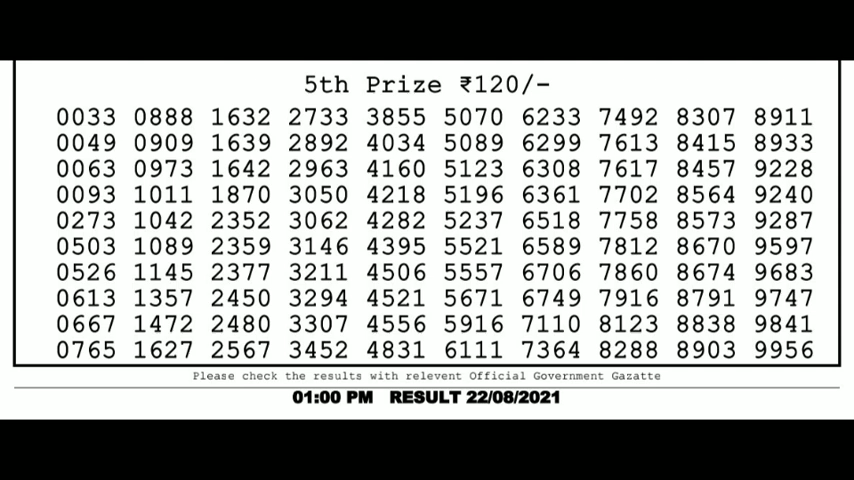 5th Prize ₹120/-
0033 0888 1632 2733 3855 5070 6233 7492 8307 8911
0049 0909 1639 2892 4034 5089 6299 7613 8415 8933
0063 0973 1642 2963 4160 5123 6308 7617 8457 9228
0093 1011 1870 3050 4218 5196 6361 7702 8564 9240
0273 1042 2352 3062 4282 5237 6518 7758 8573 9287
0503 1089 2359 3146 4395 5521 6589 7812 8670 9597
0526 1145 2377 3211 4506 5557 6706 7860 8674 9683
0613 1357 2450 3294 4521 5671 6749 7916 8791 9747
0667 1472 2480 3307 4556 5916 7110 8123 8838 9841
0765 1627 2567 3452 4831 6111 7364 8288 8903 9956
Please check the results with relevent Official Government Gazatte
01:00 PM RESULT 22/08/2021